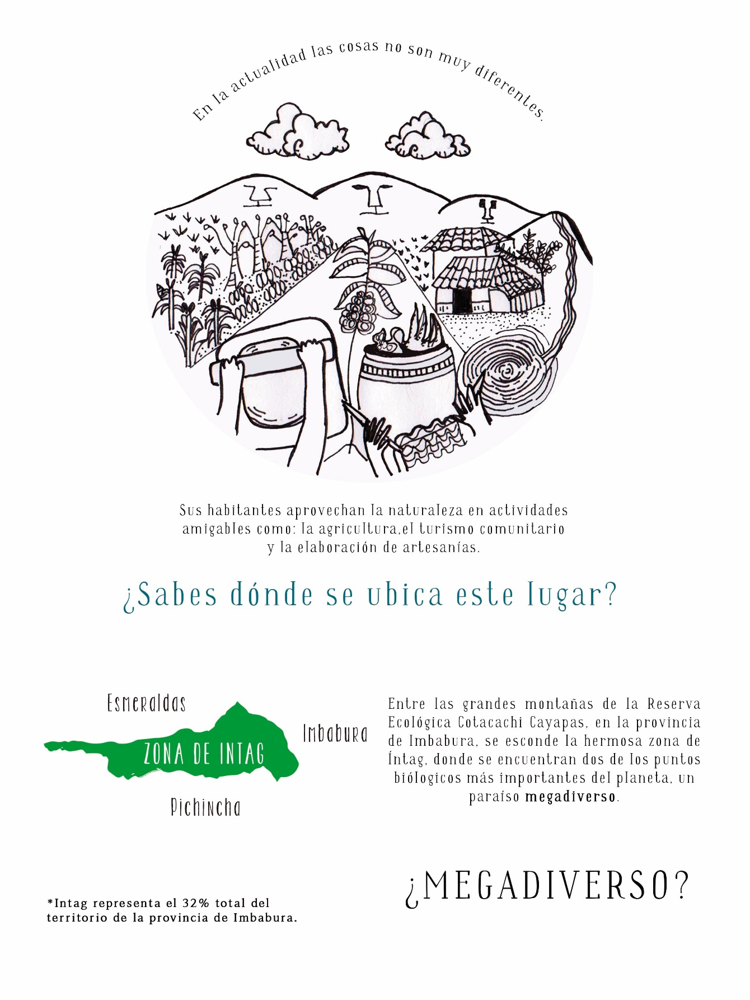 En la actualidad las cosas no son muy diferentes.
Sus habitantes aprovechan la naturaleza en actividades
amigables como: la agricultura,el turismo comunitario
y la elaboración de artesanías.
¿Sabes dónde se ubica este lugar?
Esmeraldas
Imbabura
ZONA DE INTAG
Pichincha
Entre las grandes montañas de la Reserva
Ecológica Cotacachi Cayapas, en la provincia
de Imbabura, se esconde la hermosa zona de
Íntag, donde se encuentran dos de los puntos
biólogicos más importantes del planeta, un
paraíso megadiverso.
¿MEGADIVERSO?
*Intag representa el 32% total del
territorio de la provincia de Imbabura.